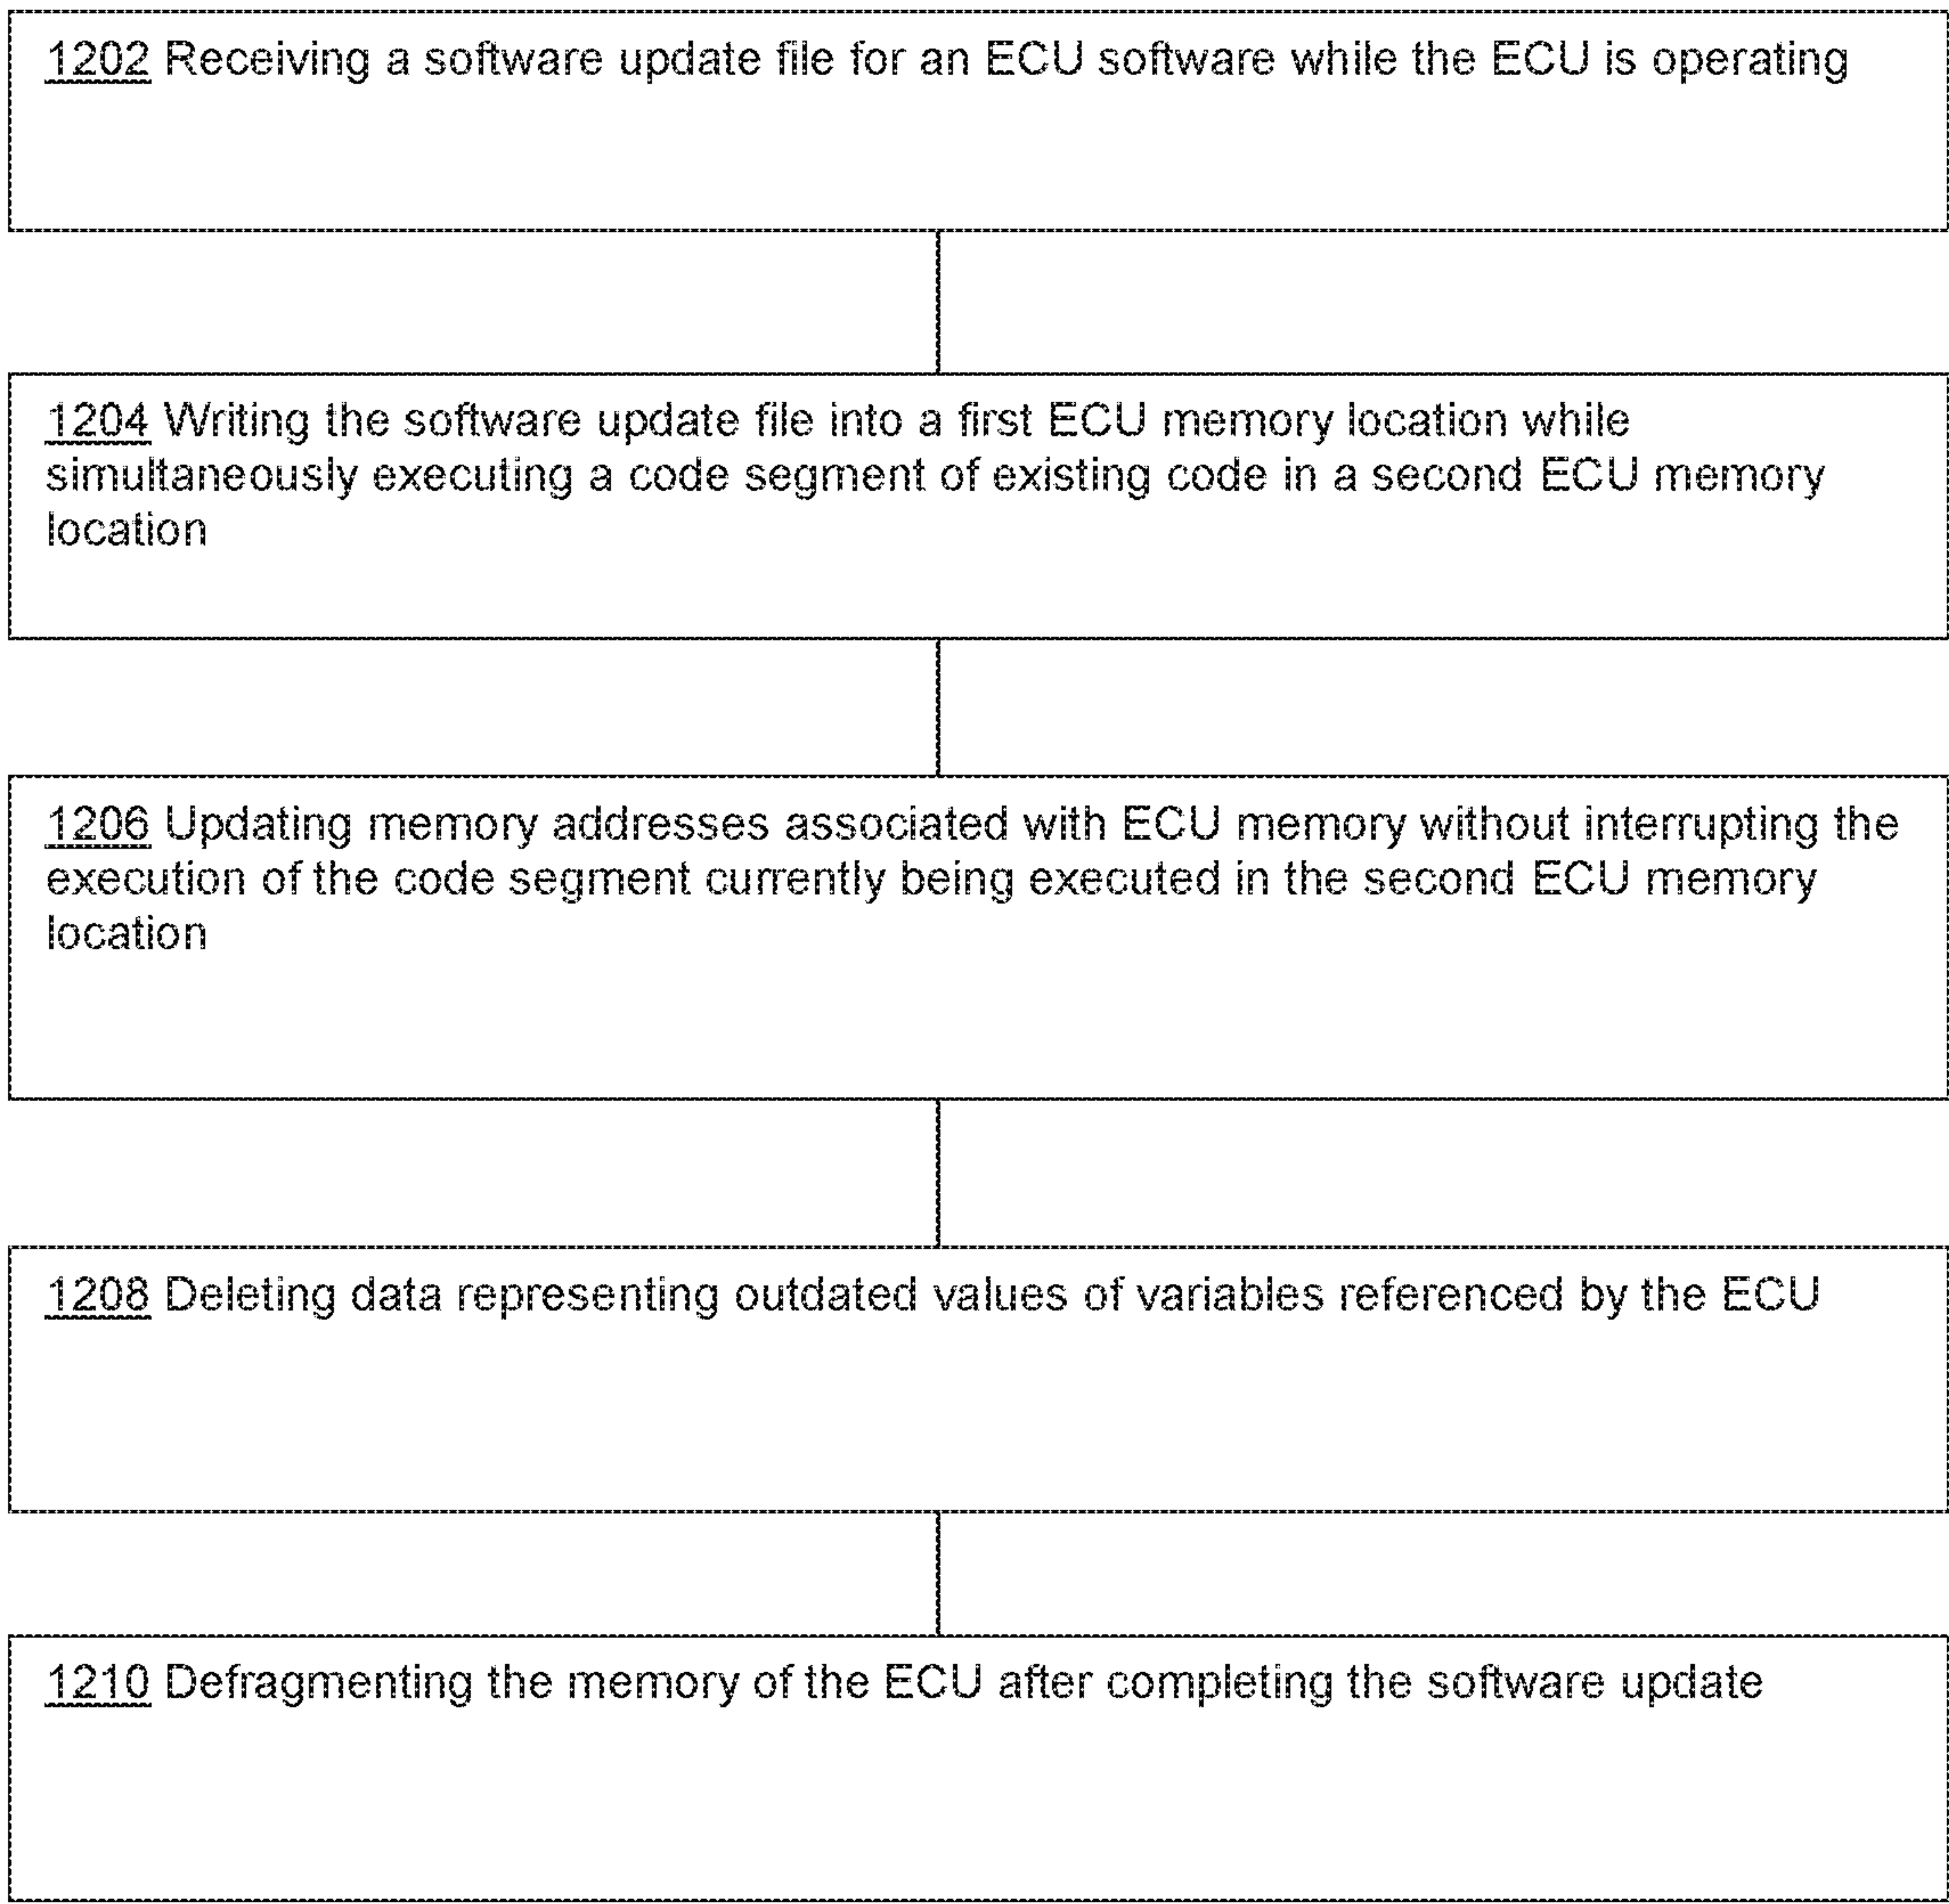 1202 Receiving a software update file for an ECU software while the ECU is operating
1204 Writing the software update file into a first ECU memory location while
simultaneously executing a code segment of existing code in a second ECU memory
location
1206 Updating memory addresses associated with ECU memory without interrupting the
execution of the code segment currently being executed in the second ECU memory
location
1208 Deleting data representing outdated values of variables referenced by the ECU
1210 Defragmenting the memory of the ECU after completing the software update